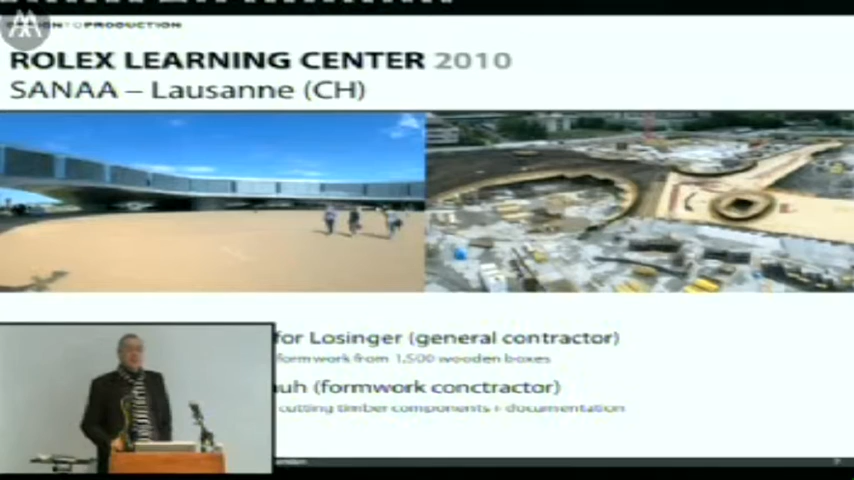 TOPRODUCTION
ROLEX LEARNING CENTER 2010
SANAA – Lausanne (CH)
for Losinger (general contractor)
formwork from 1,500 wooden boxes
uh (formwork conctractor)
cutting timber components + documentation